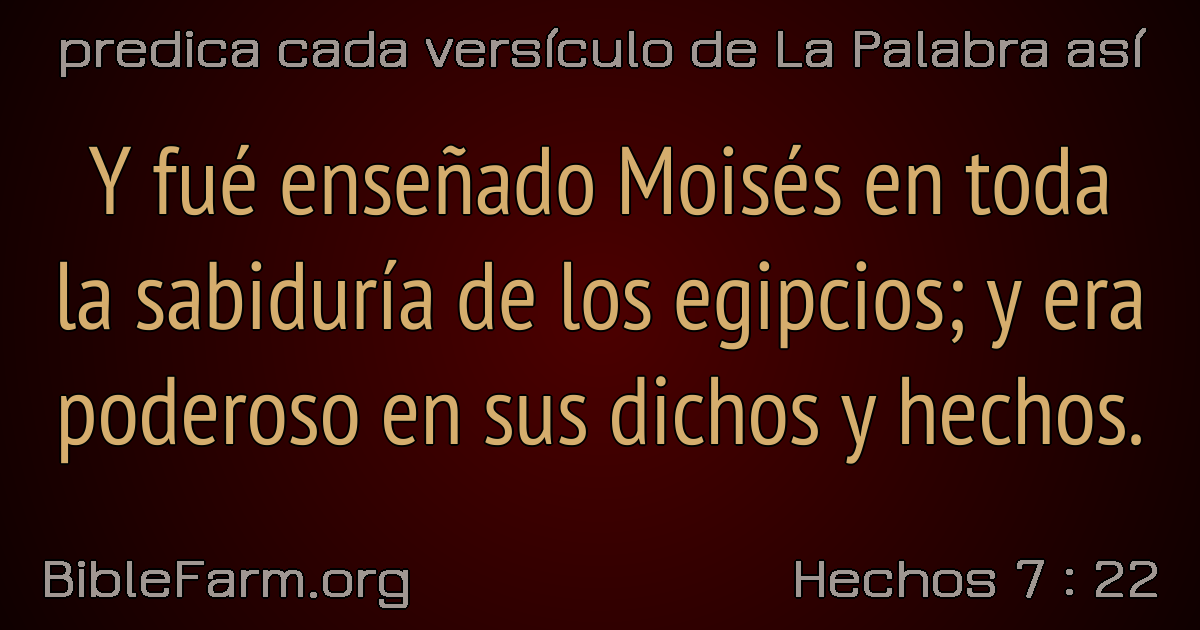 predica cada versículo de La Palabra así
Y fué enseñado Moisés en toda
la sabiduría de los egipcios; y era
poderoso en sus dichos y hechos.
BibleFarm.org
Hechos 7 : 22